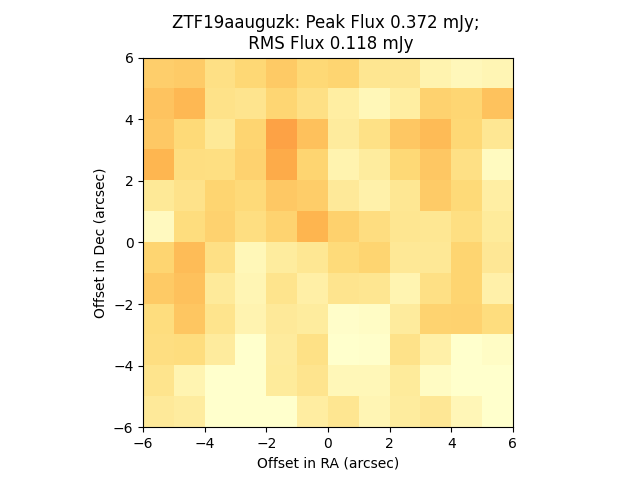 ZTF19aauguzk: Peak Flux 0.372 mJy;
RMS Flux 0.118 mJy
6
4
2
0
−2
−4
−6
Offset in Dec (arcsec)
−6 −4 −2 0 2 4 6
Offset in RA (arcsec)